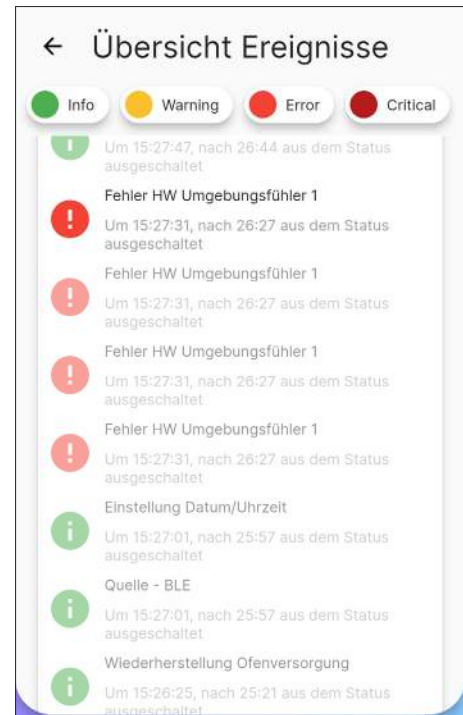 Übersicht Ereignisse
Info
Warning
Error
Critical
Um 15:27:47, nach 26:44 aus dem Status
ausgeschaltet
Fehler HW Umgebungsfühler 1
Um 15:27:31, nach 26:27 aus dem Status
ausgeschaltet
Fehler HW Umgebungsfühler 1
Um 15:27:31, nach 26:27 aus dem Status
ausgeschaltet
Fehler HW Umgebungsfühler 1
Um 15:27:31, nach 26:27 aus dem Status
ausgeschaltet
Fehler HW Umgebungsfühler 1
Um 15:27:31, nach 26:27 aus dem Status
ausgeschaltet
Einstellung Datum/Uhrzeit
Um 15:27:01, nach 25:57 aus dem Status
ausgeschaltet
Quelle - BLE
Um 15:27:01, nach 25:57 aus dem Status
ausgeschaltet
Wiederherstellung Ofenversorgung
Um 15:26:25, nach 25:21 aus dem Status
ausgeschaltet